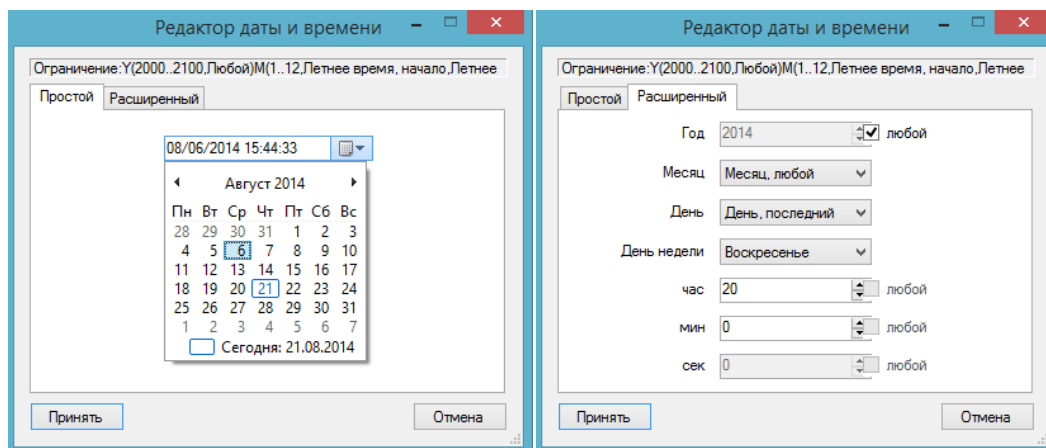 Редактор даты и времени
Ограничение:Y(2000..2100,Любой)M(1..12,Летнее время, начало,Летнее
Простой Расширенный
08/06/2014 15:44:33
Август 2014
Пн Вт Ср Чт Пт Сб Вс
28 29 30 31 1 2 3
4 5 6 7 8 9 10
11 12 13 14 15 16 17
18 19 20 21 22 23 24
25 26 27 28 29 30 31
1 2 3 4 5 6 7
Сегодня: 21.08.2014
Принять Отмена
Редактор даты и времени
Ограничение:Y(2000..2100,Любой)M(1..12,Летнее время, начало,Летнее
Простой Расширенный
Год 2014 любой
Месяц Месяц, любой
День День, последний
День недели Воскресенье
час 20 любой
мин 0 любой
сек 0 любой
Принять Отмена